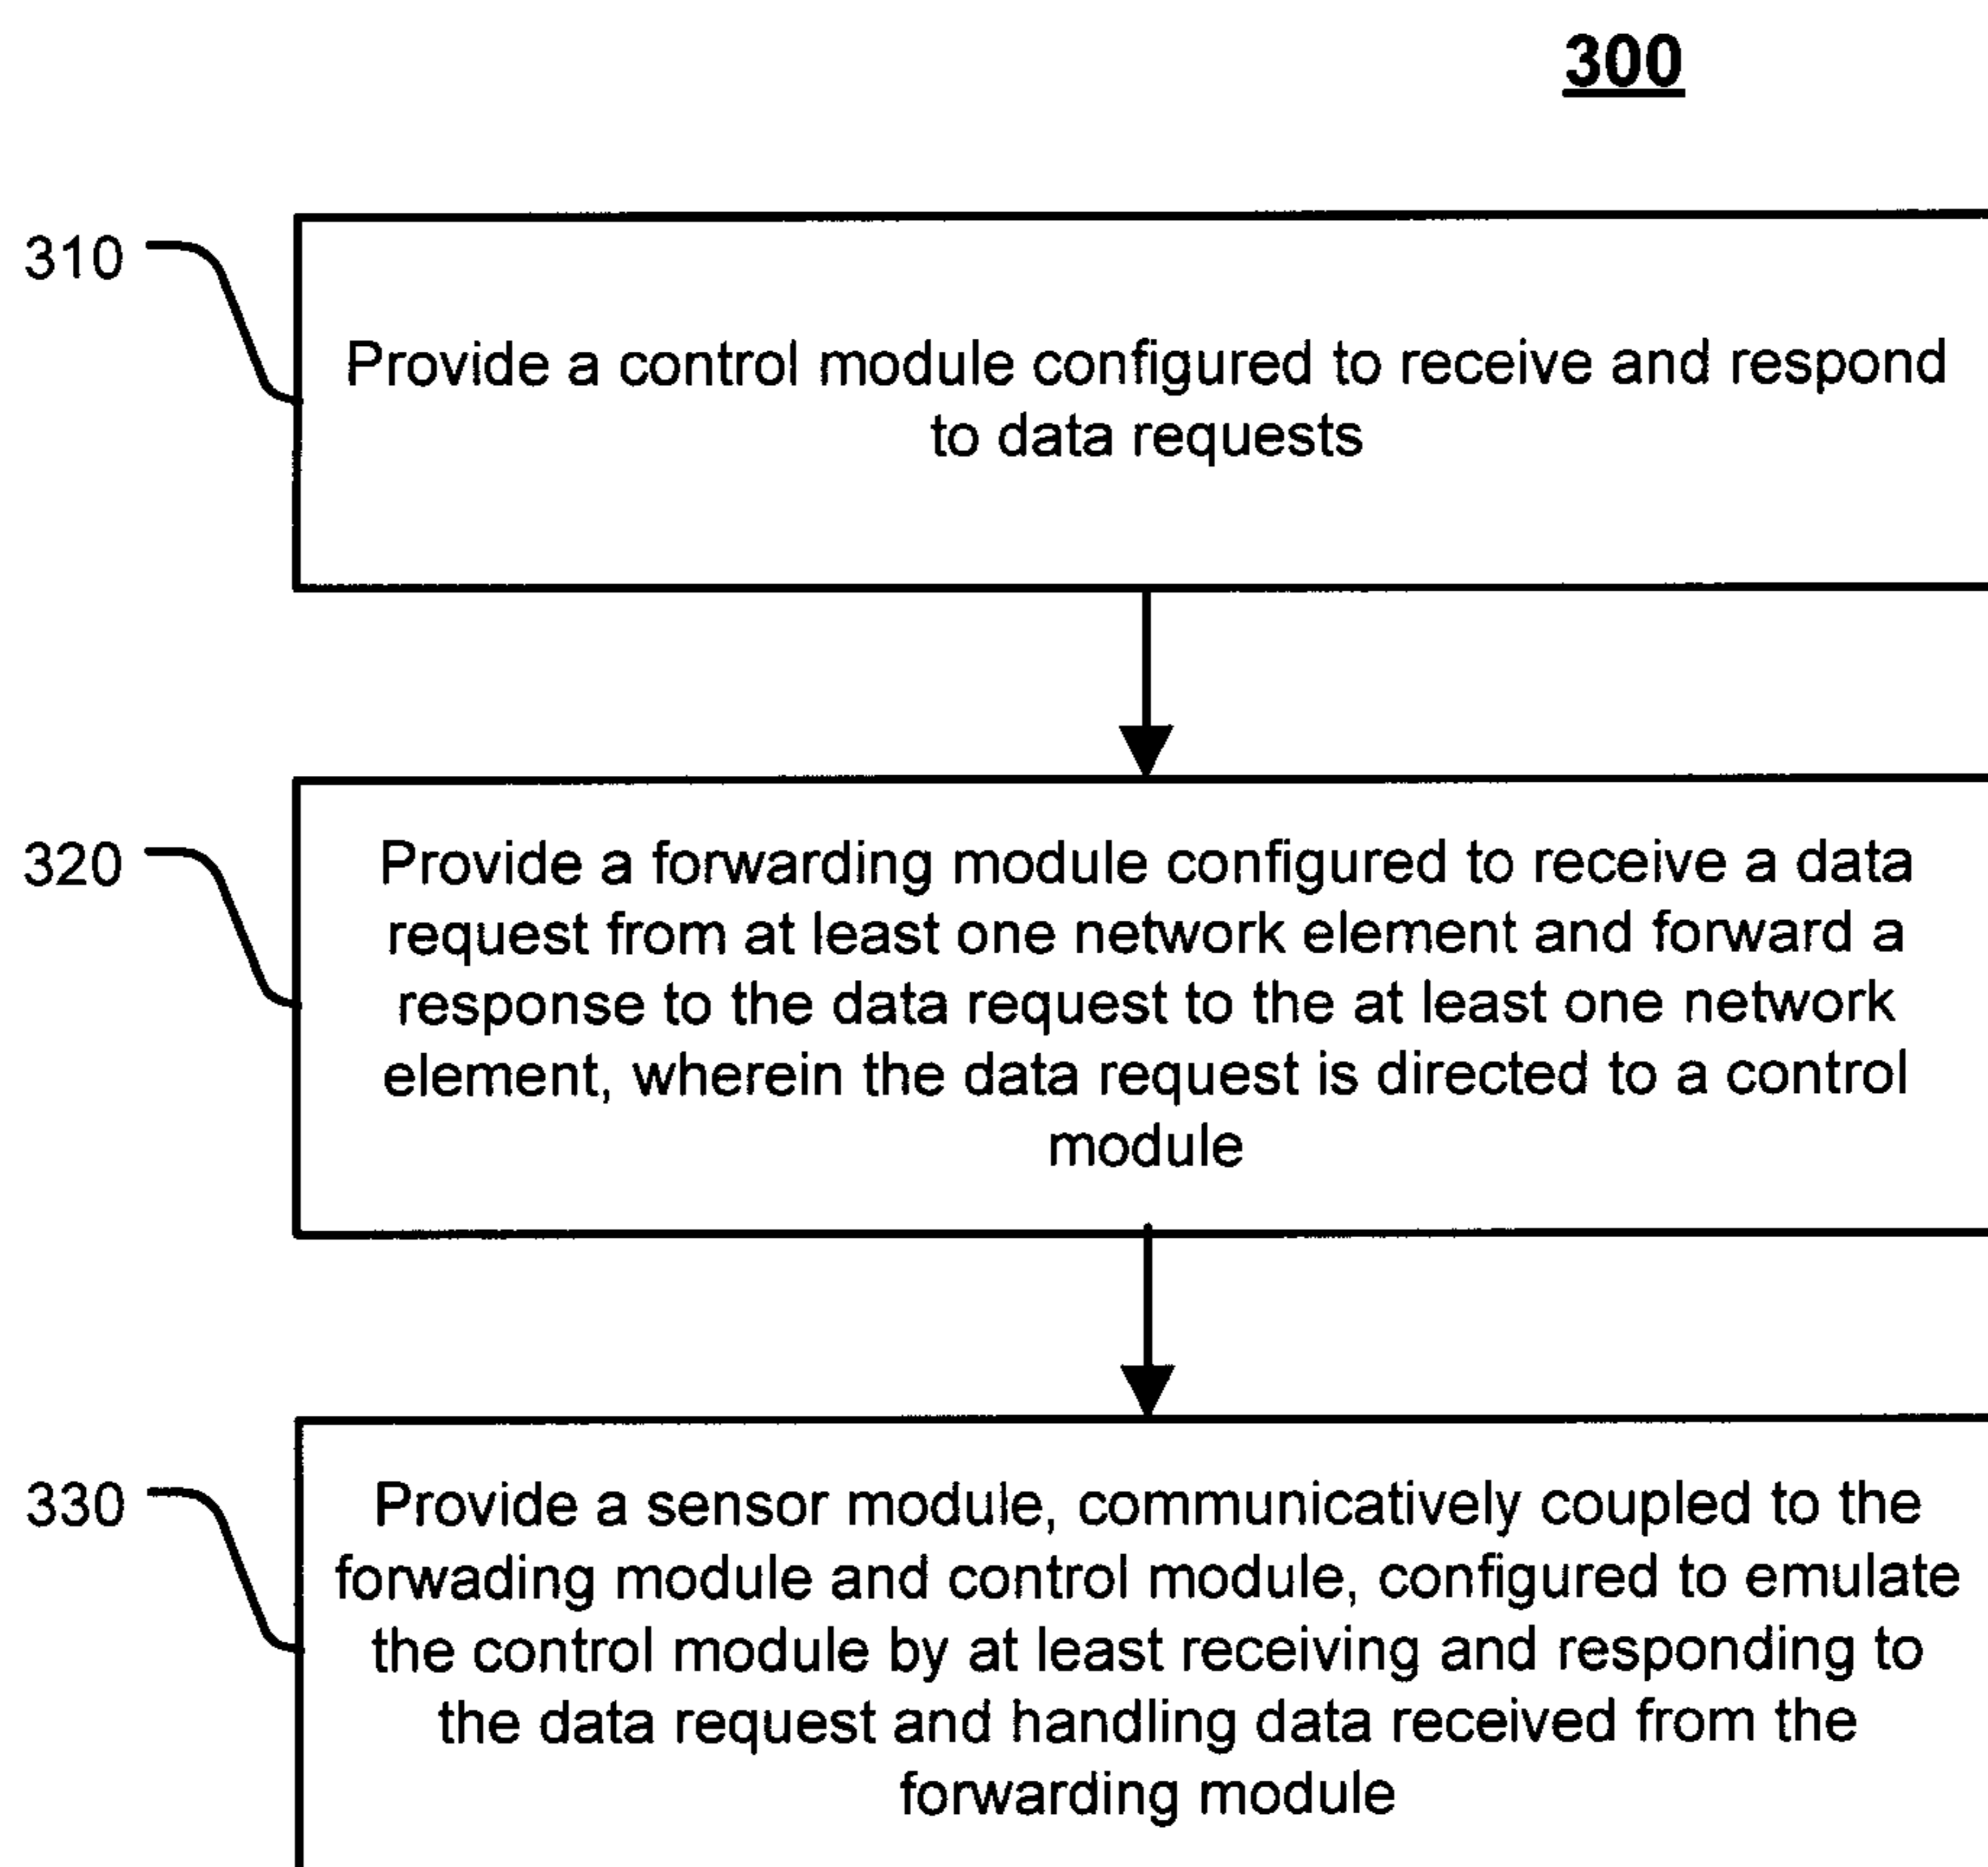 300
310
Provide a control module configured to receive and respond
to data requests
320
Provide a forwarding module configured to receive a data
request from at least one network element and forward a
response to the data request to the at least one network
element, wherein the data request is directed to a control
module
330
Provide a sensor module, communicatively coupled to the
forwading module and control module, configured to emulate
the control module by at least receiving and responding to
the data request and handling data received from the
forwarding module